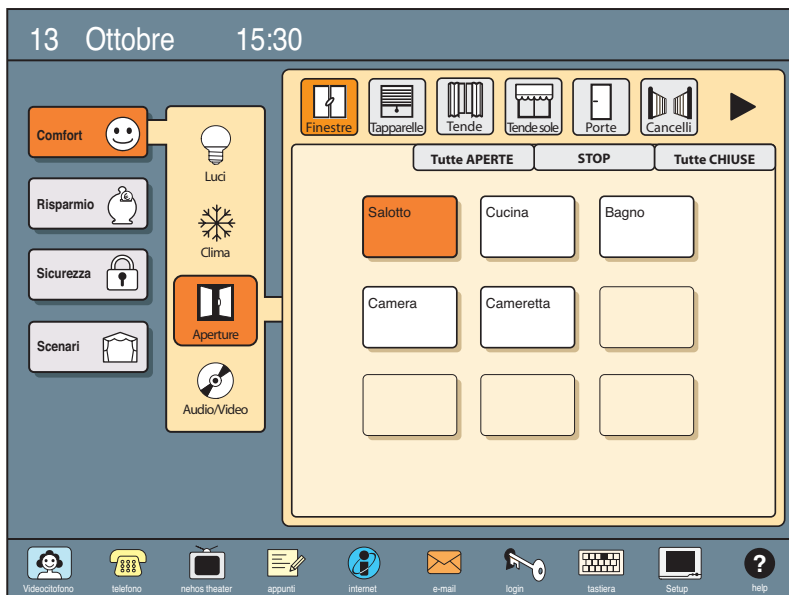 13 Ottobre 15:30
Comfort
Risparmio
Sicurezza
Scenari
Luci
Clima
Aperture
Audio/Video
Finestre Tapparelle Tende Tende sole Porte Cancelli
Tutte APERTE STOP Tutte CHIUSE
Salotto Cucina Bagno
Camera Cameretta
Videocitofono telefono nehos theater appunti internet e-mail login tastiera Setup help